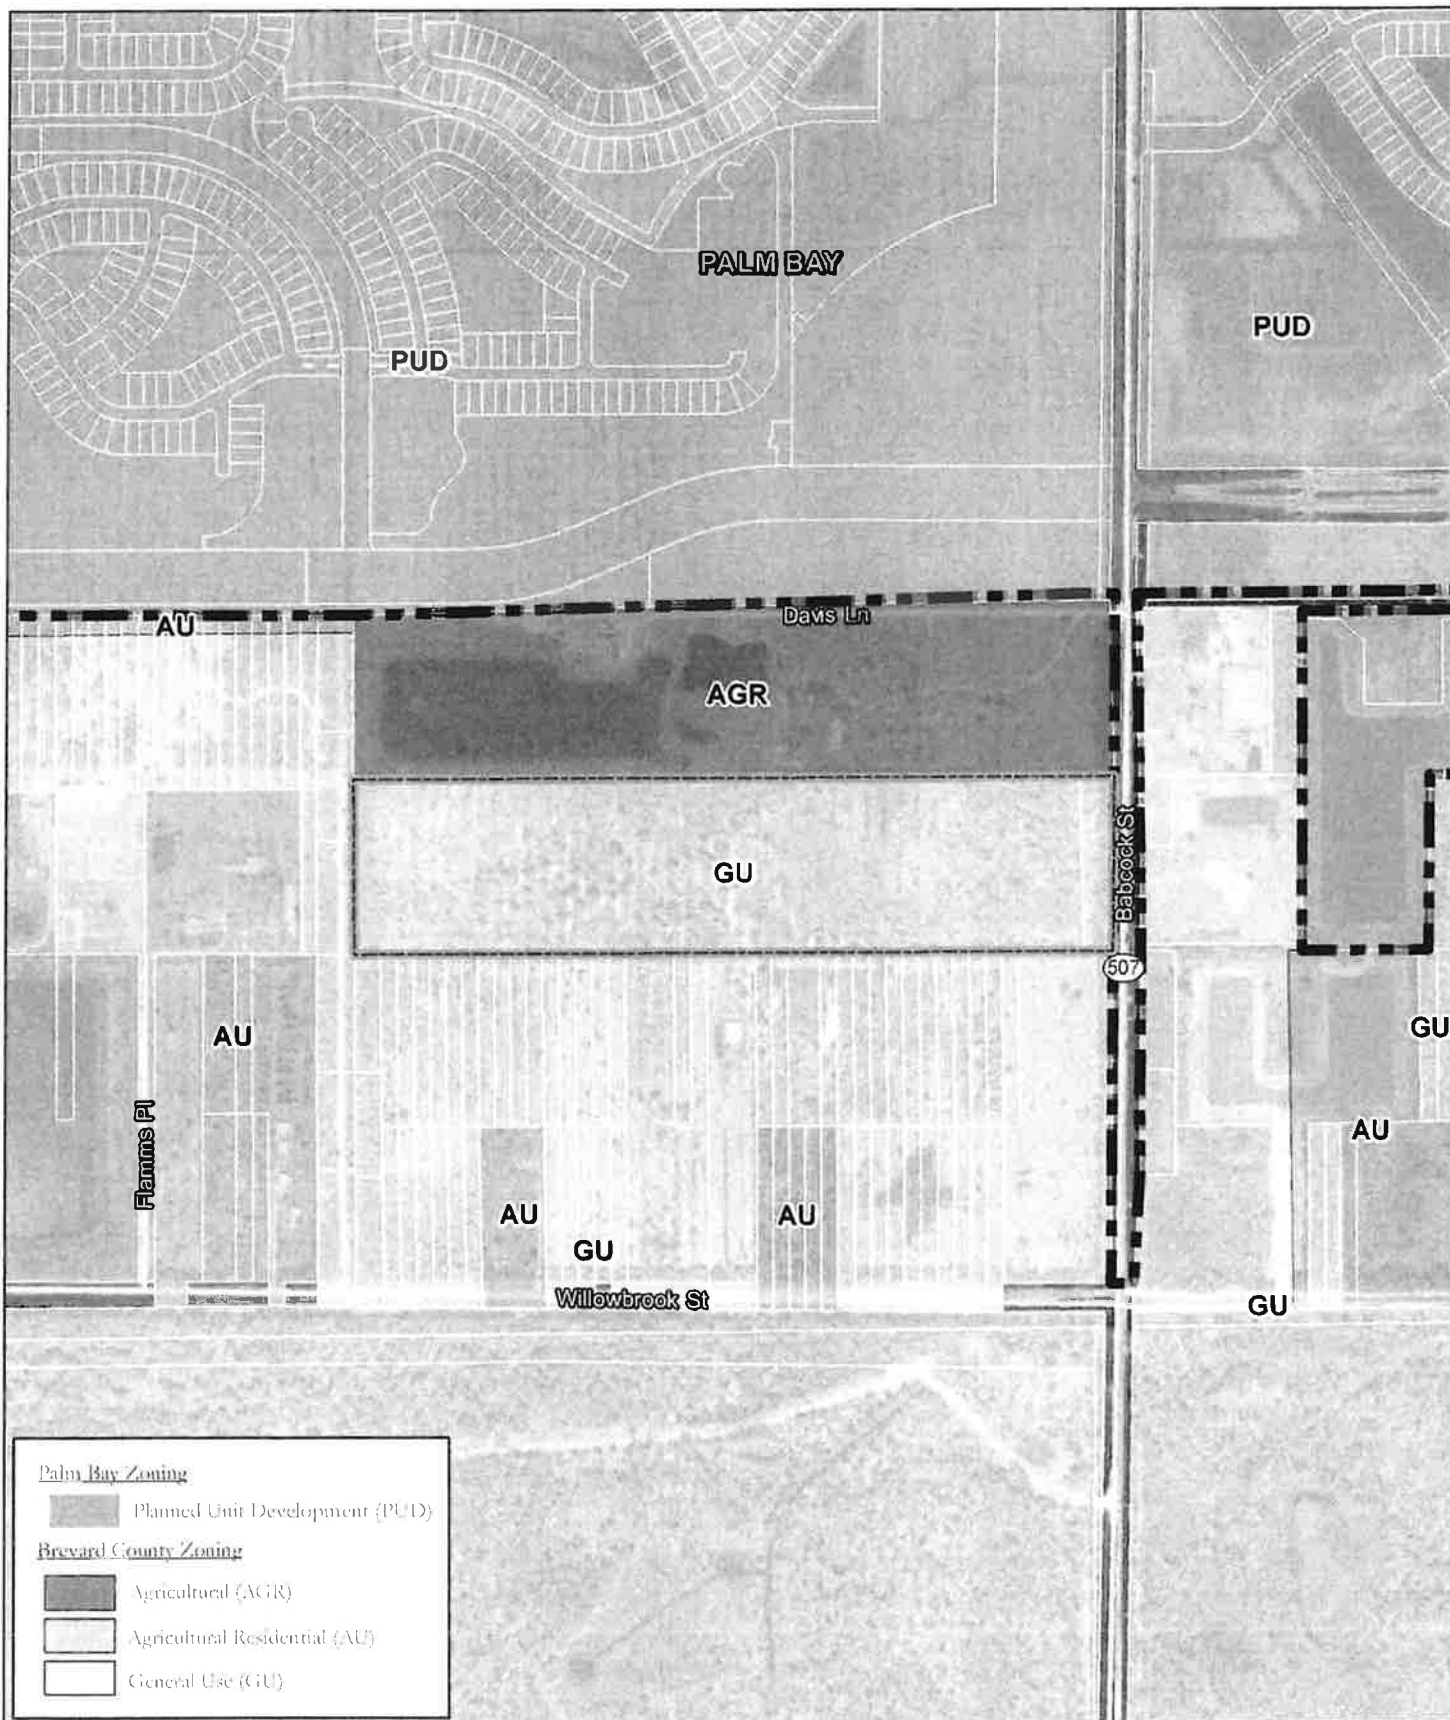 PALM BAY
PUD
PUD
AU
Davis Ln
AGR
GU
Babcock St
507
AU
GU
Flamms Pl
AU
AU
AU
GU
Willowbrook St
GU
Palm Bay Zoning
Planned Unit Development (PUD)
Brevard County Zoning
Agricultural (AGR)
Agricultural Residential (AU)
General Use (GU)